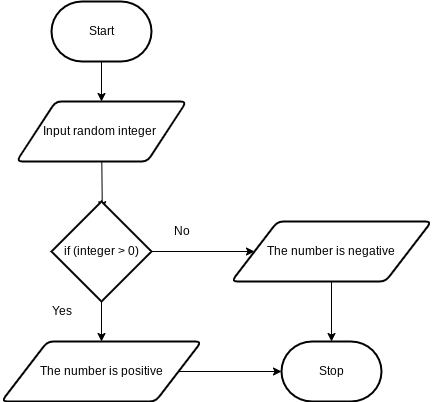 Start
Input random integer
if (integer > 0)
No
The number is negative
Yes
The number is positive
Stop